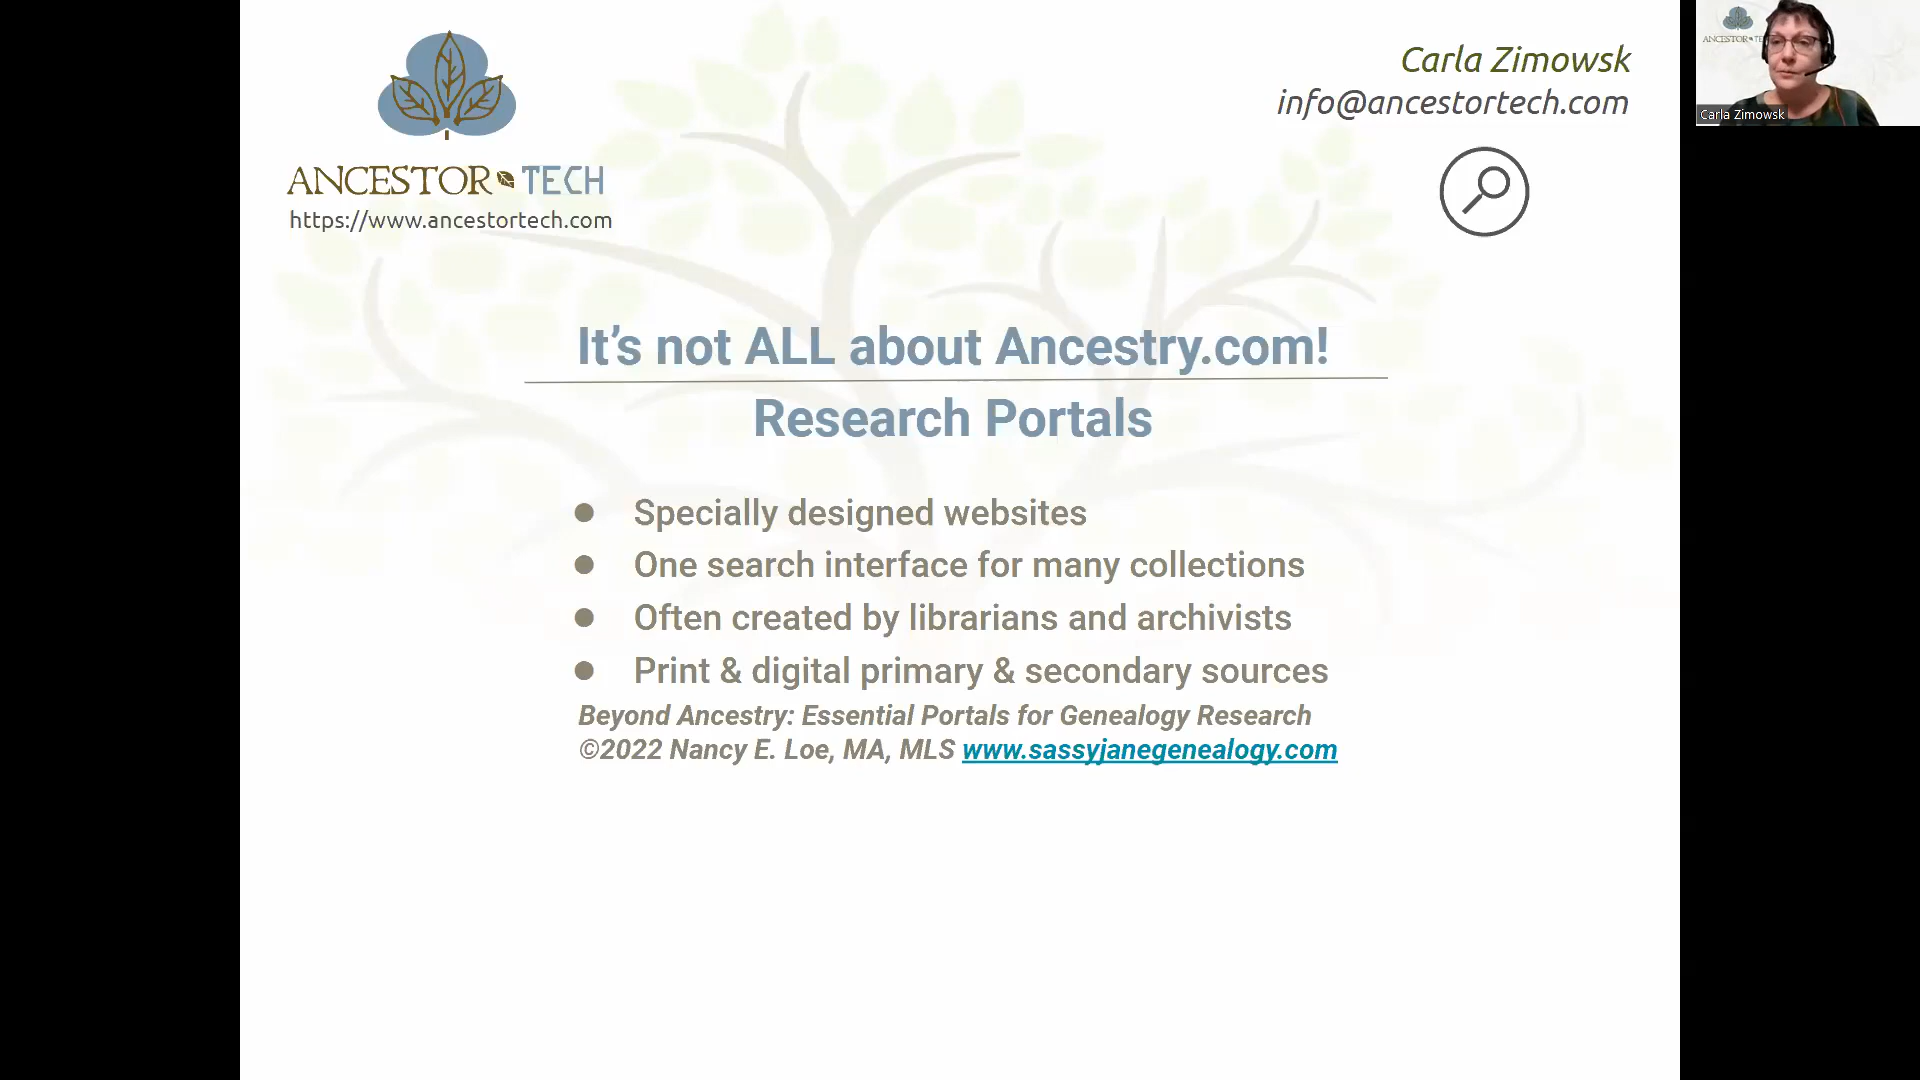 ANCESTOR TECH
https://www.ancestortech.com
Carla Zimowsk
info@ancestortech.com
It's not ALL about Ancestry.com!
Research Portals
● Specially designed websites
● One search interface for many collections
● Often created by librarians and archivists
● Print & digital primary & secondary sources
Beyond Ancestry: Essential Portals for Genealogy Research
©2022 Nancy E. Loe, MA, MLS www.sassyjanegenealogy.com
ANCESTOR TE
Carla Zimowsk